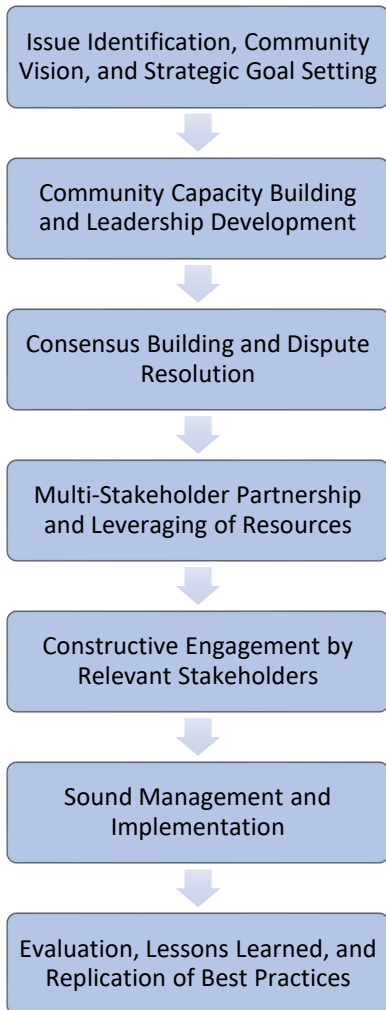 Issue Identification, Community
Vision, and Strategic Goal Setting
Community Capacity Building
and Leadership Development
Consensus Building and Dispute
Resolution
Multi-Stakeholder Partnership
and Leveraging of Resources
Constructive Engagement by
Relevant Stakeholders
Sound Management and
Implementation
Evaluation, Lessons Learned, and
Replication of Best Practices